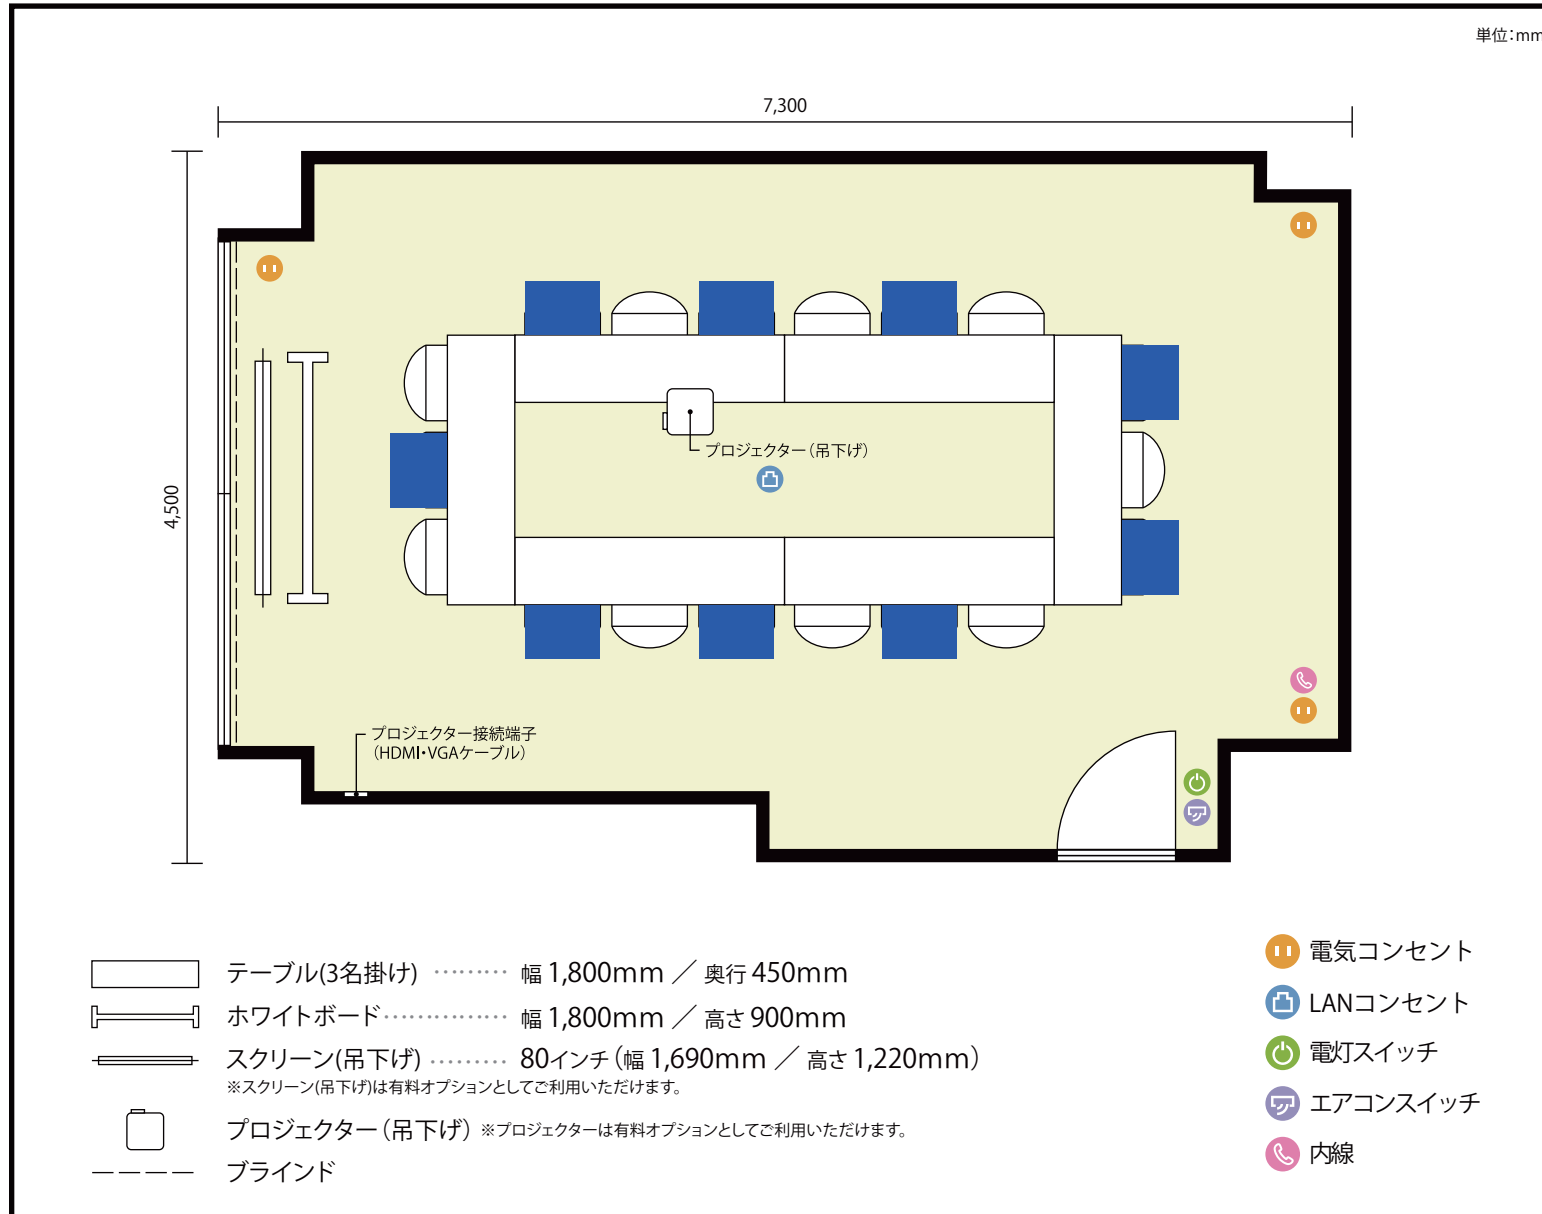 単位：mm
7,300
4,500
プロジェクター（吊下げ）
プロジェクター接続端子
（HDMI・VGAケーブル）
テーブル(3名掛け) ……… 幅 1,800mm ／ 奥行 450mm
ホワイトボード…………… 幅 1,800mm ／ 高さ 900mm
スクリーン(吊下げ) ……… 80インチ（幅 1,690mm ／ 高さ 1,220mm）
※スクリーン(吊下げ)は有料オプションとしてご利用いただけます。
プロジェクター（吊下げ） ※プロジェクターは有料オプションとしてご利用いただけます。
ブラインド
電気コンセント
LANコンセント
電灯スイッチ
エアコンスイッチ
内線